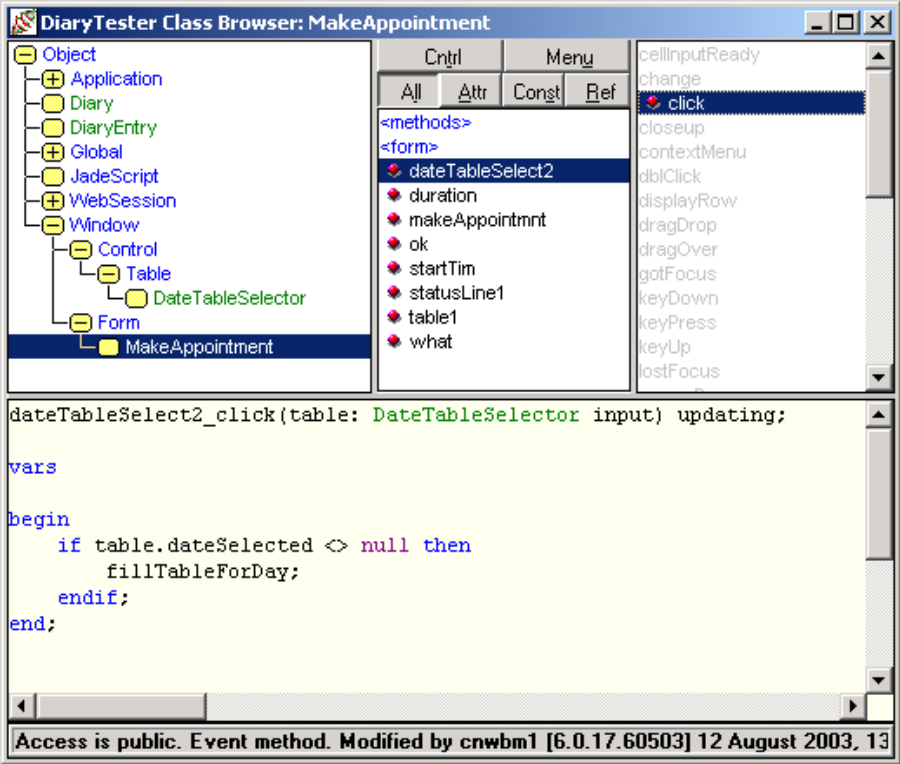 DiaryTester Class Browser: MakeAppointment
Object
Application
Diary
DiaryEntry
Global
JadeScript
WebSession
Window
Control
Table
DateTableSelector
Form
MakeAppointment
Cntrl Menu
All Attr Const Ref
<methods>
<form>
dateTableSelect2
duration
makeAppointmnt
ok
startTim
statusLine1
table1
what
cellInputReady
change
click
closeup
contextMenu
dblClick
displayRow
dragDrop
dragOver
gotFocus
keyDown
keyPress
keyUp
lostFocus
dateTableSelect2_click(table: DateTableSelector input) updating;
vars
begin
if table.dateSelected <> null then
fillTableForDay;
endif;
end;
Access is public. Event method. Modified by cnwbm1 [6.0.17.60503] 12 August 2003, 13